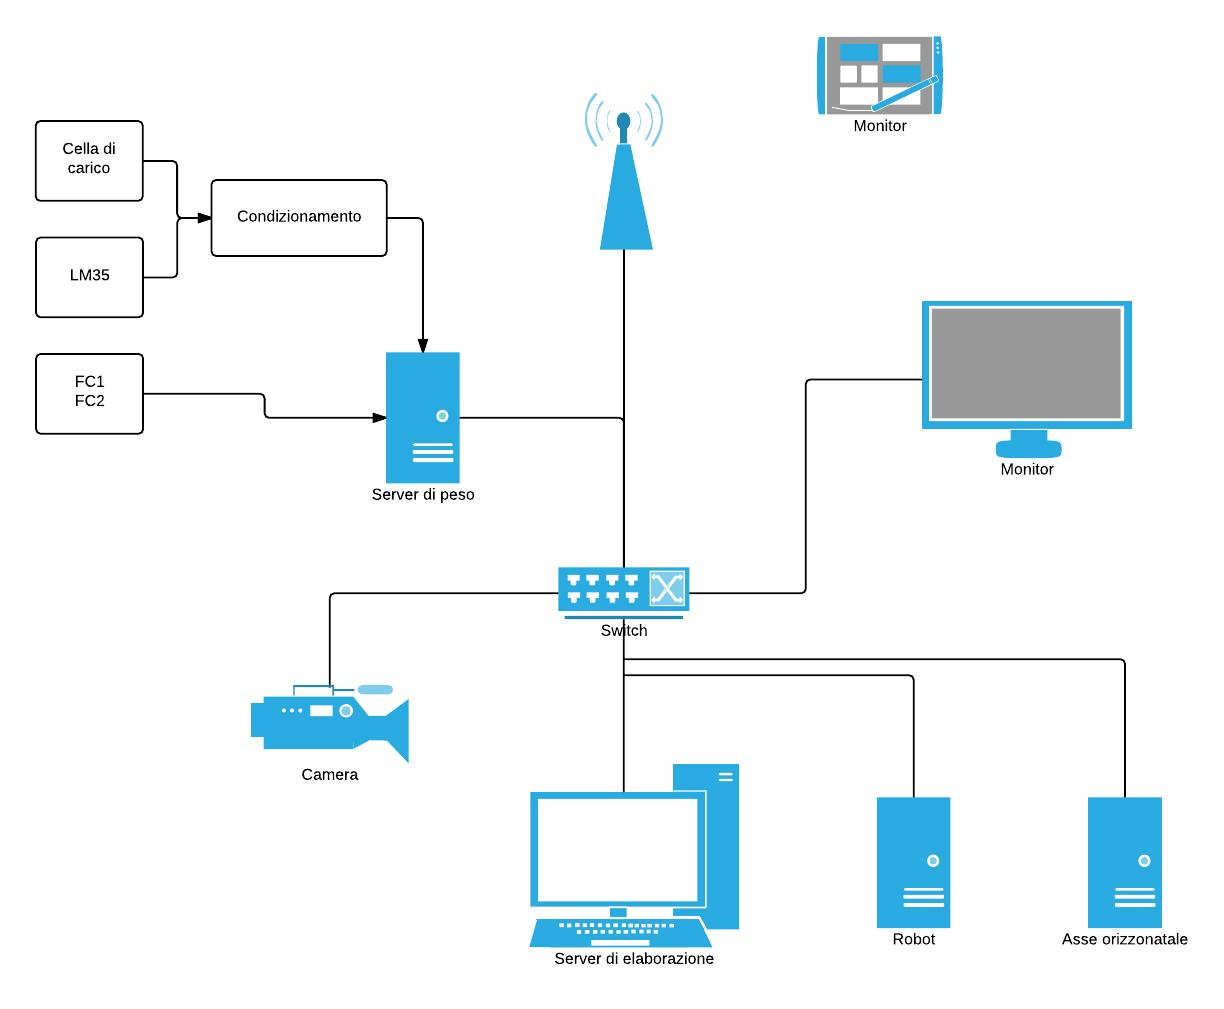 Monitor
Cella di
carico
Condizionamento
LM35
FC1
FC2
Server di peso
Monitor
Switch
Camera
Server di elaborazione
Robot
Asse orizzonatale